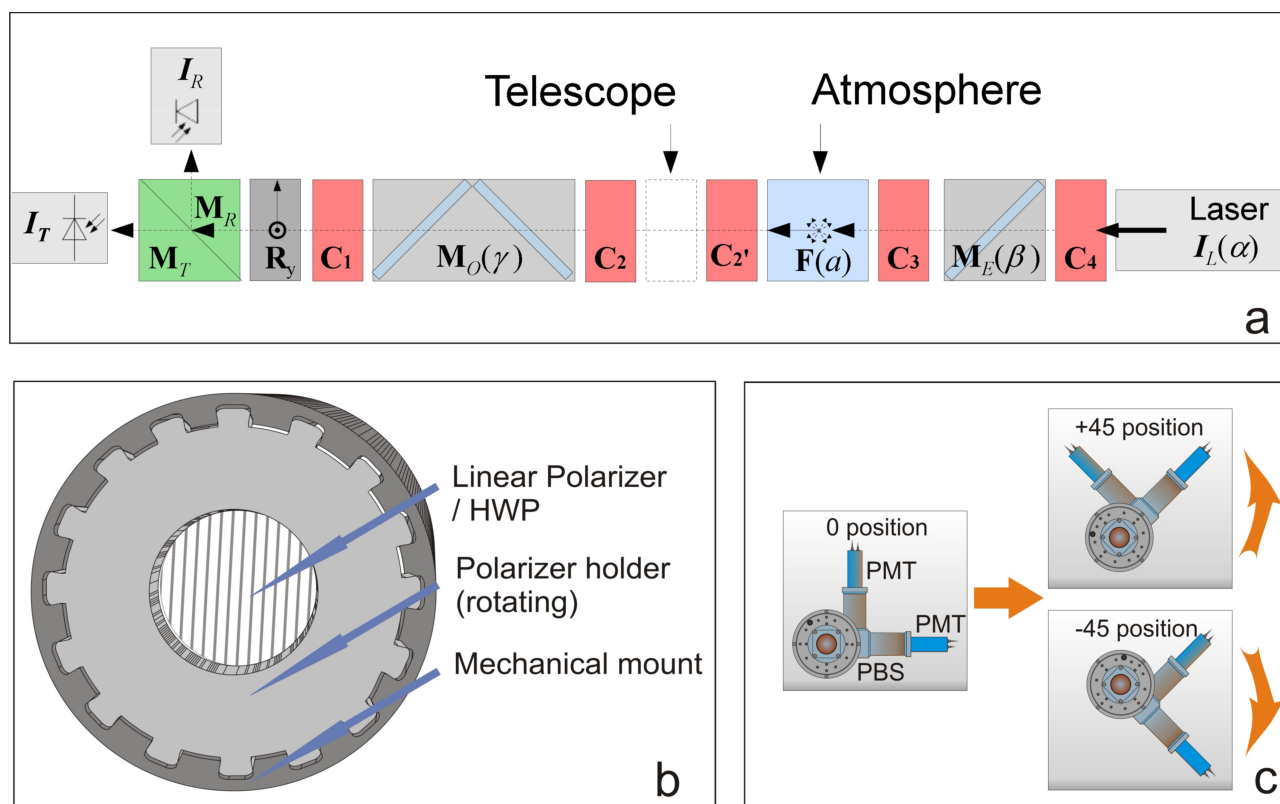 I_R
Telescope
Atmosphere
I_T
M_T
M_R
R_y
C_1
M_O(γ)
C_2
C_2'
F(a)
C_3
M_E(β)
C_4
Laser
I_L(α)
a
Linear Polarizer
/ HWP
Polarizer holder
(rotating)
Mechanical mount
b
0 position
PMT
PMT
PBS
+45 position
-45 position
c